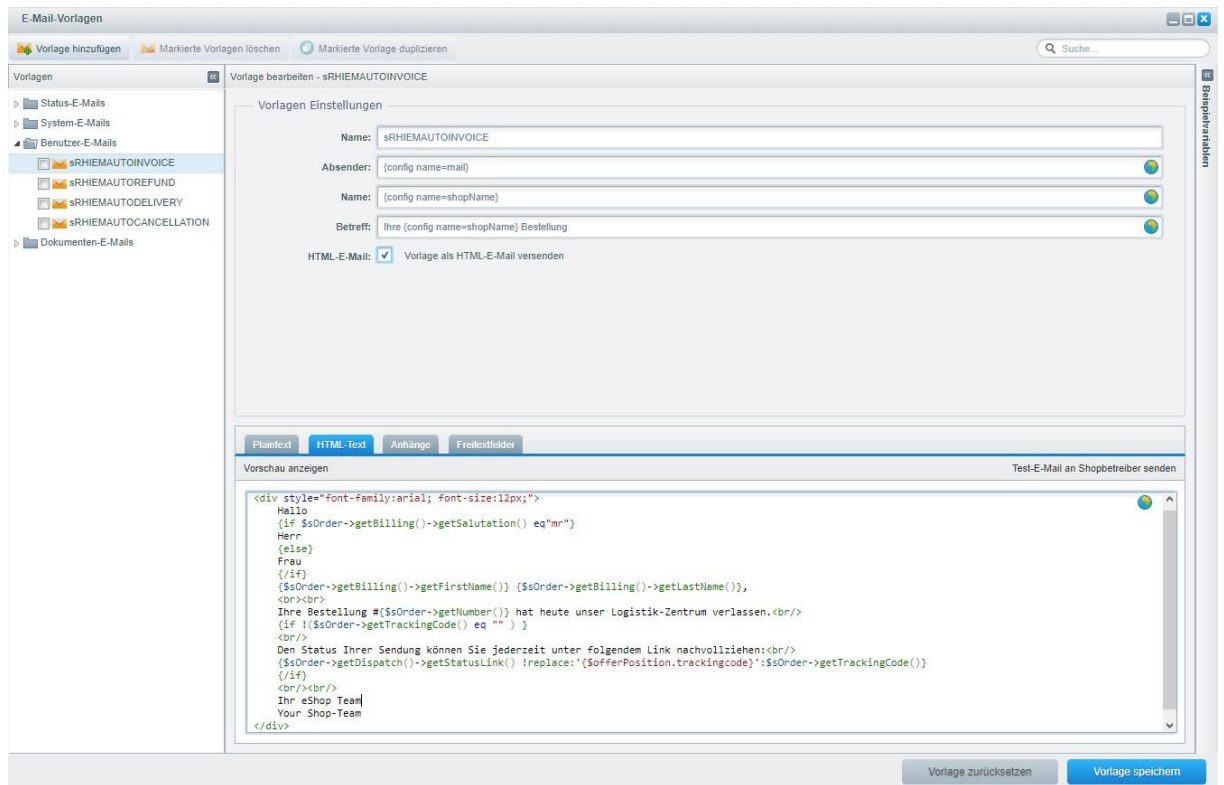 E-Mail-Vorlagen
Vorlage hinzufügen Markierte Vorlagen löschen Markierte Vorlage duplizieren Suche...
Vorlagen
Status-E-Mails
System-E-Mails
Benutzer-E-Mails
sRHIEMAUTOINVOICE
sRHIEMAUTOREFUND
sRHIEMAUTODELIVERY
sRHIEMAUTOCANCELLATION
Dokumenten-E-Mails
Vorlage bearbeiten - sRHIEMAUTOINVOICE
Vorlagen Einstellungen
Name: sRHIEMAUTOINVOICE
Absender: {config name=mail}
Name: {config name=shopName}
Betreff: Ihre {config name=shopName} Bestellung
HTML-E-Mail: Vorlage als HTML-E-Mail versenden
Plaintext HTML-Text Anhänge Freitextfelder
Vorschau anzeigen Test-E-Mail an Shopbetreiber senden
<div style="font-family:arial; font-size:12px;">
Hallo
{if $sOrder->getBilling()->getSalutation() eq"mr"}
Herr
{else}
Frau
{/if}
{$sOrder->getBilling()->getFirstName()} {$sOrder->getBilling()->getLastName()},
<br><br>
Ihre Bestellung #{$sOrder->getNumber()} hat heute unser Logistik-Zentrum verlassen.<br/>
{if !($sOrder->getTrackingCode() eq "" ) }
<br/>
Den Status Ihrer Sendung können Sie jederzeit unter folgendem Link nachvollziehen:<br/>
{$sOrder->getDispatch()->getStatusLink() !replace:'{$offerPosition.trackingcode}':$sOrder->getTrackingCode()}
{/if}
<br/><br/>
Ihr eShop Team
Your Shop-Team
</div>
Beispielvariablen
Vorlage zurücksetzen Vorlage speichern